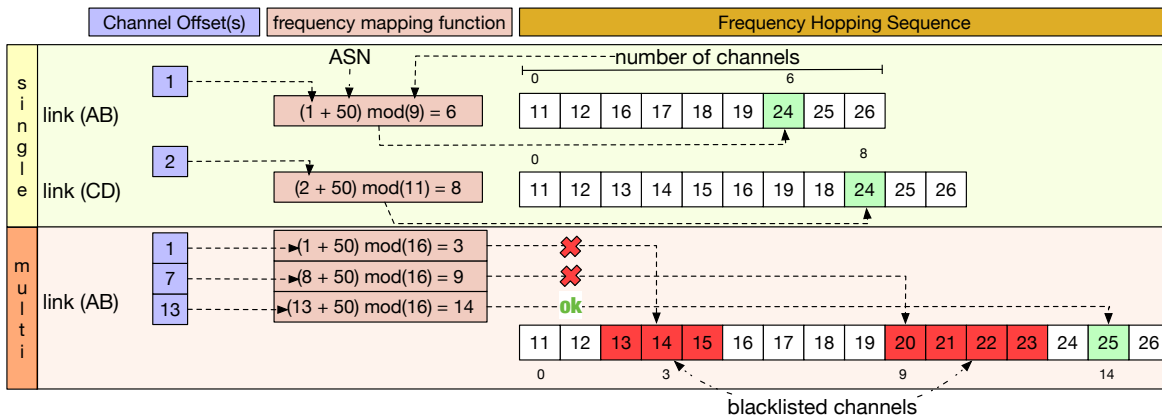 Channel Offset(s) frequency mapping function Frequency Hopping Sequence
single
ASN number of channels
1 0 6
link (AB) (1 + 50) mod(9) = 6 11 12 16 17 18 19 24 25 26
2 0 8
link (CD) (2 + 50) mod(11) = 8 11 12 13 14 15 16 19 18 24 25 26
multi
1 (1 + 50) mod(16) = 3
7 (8 + 50) mod(16) = 9
link (AB) 13 (13 + 50) mod(16) = 14 ok
11 12 13 14 15 16 17 18 19 20 21 22 23 24 25 26
0 3 9 14
blacklisted channels